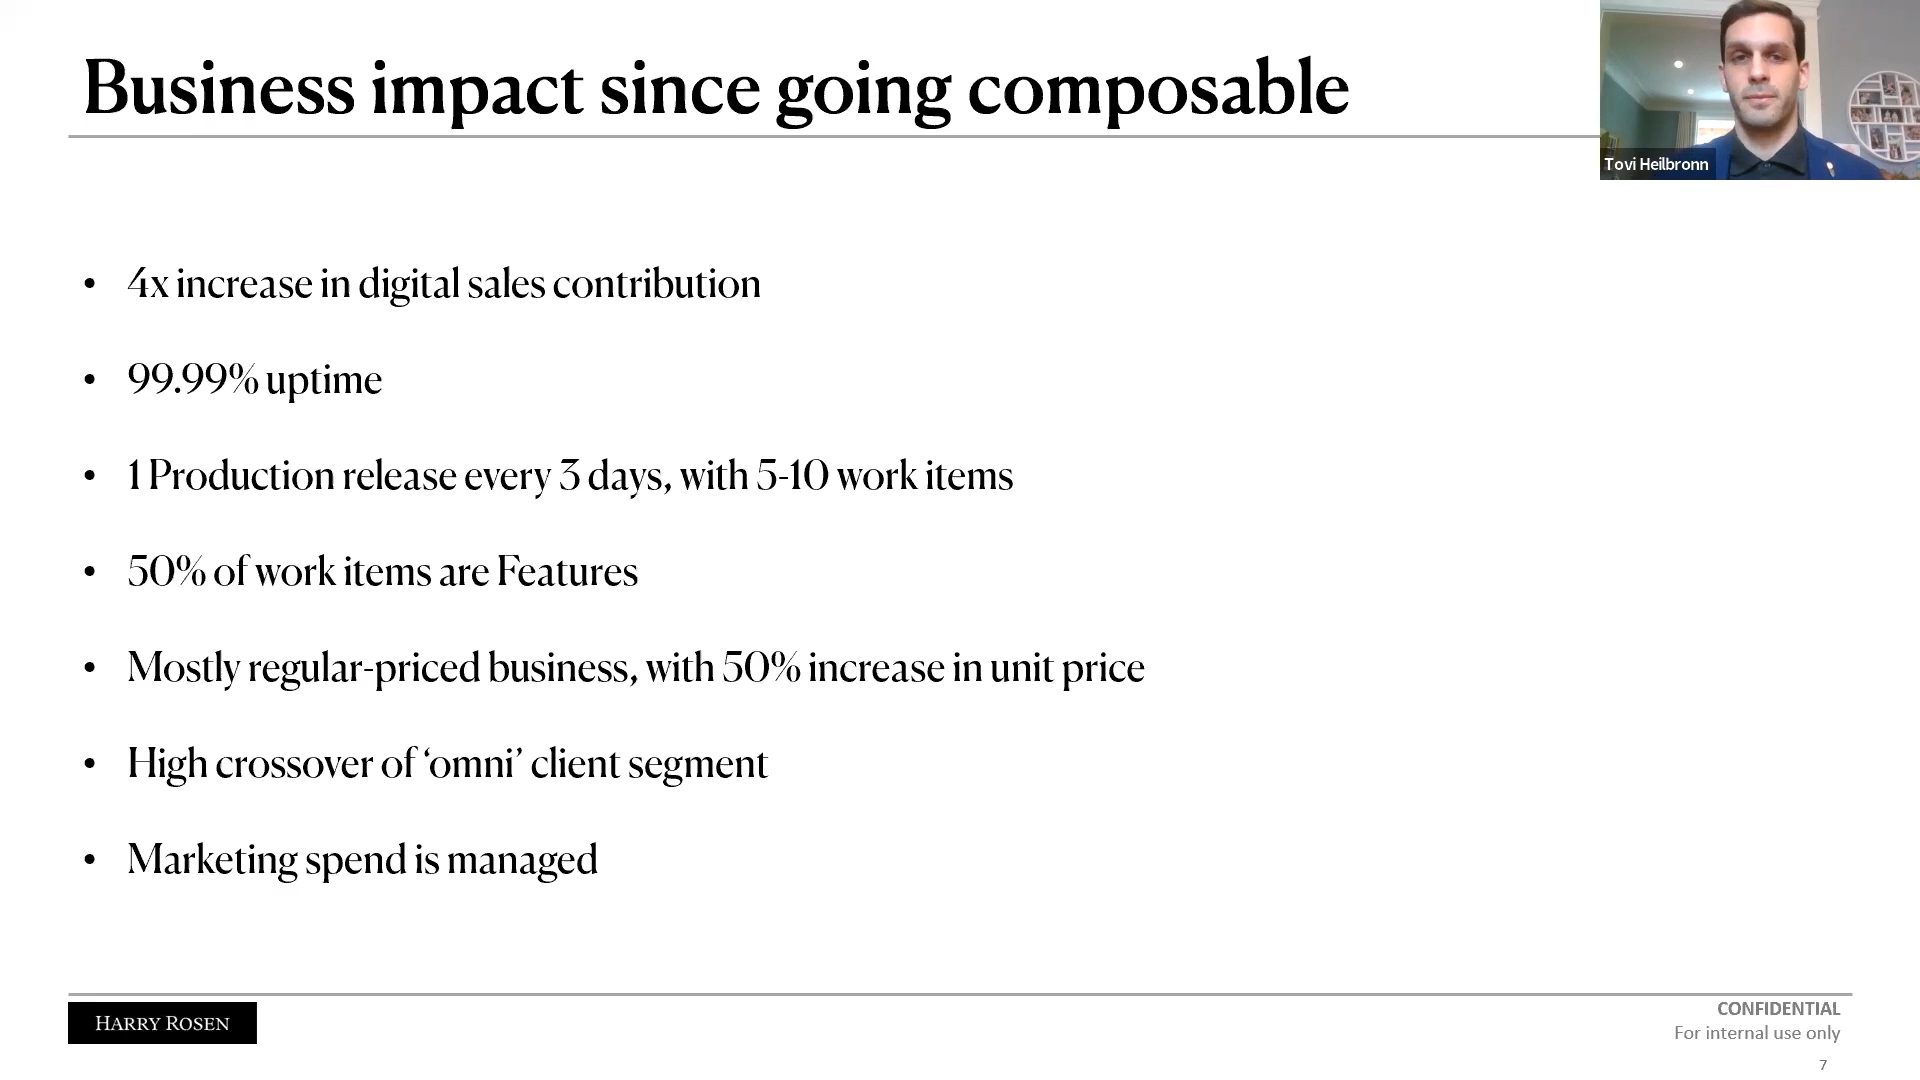 Business impact since going composable
Tovi Heilbronn
• 4x increase in digital sales contribution
• 99.99% uptime
• 1 Production release every 3 days, with 5-10 work items
• 50% of work items are Features
• Mostly regular-priced business, with 50% increase in unit price
• High crossover of ‘omni’ client segment
• Marketing spend is managed
HARRY ROSEN
CONFIDENTIAL
For internal use only
7